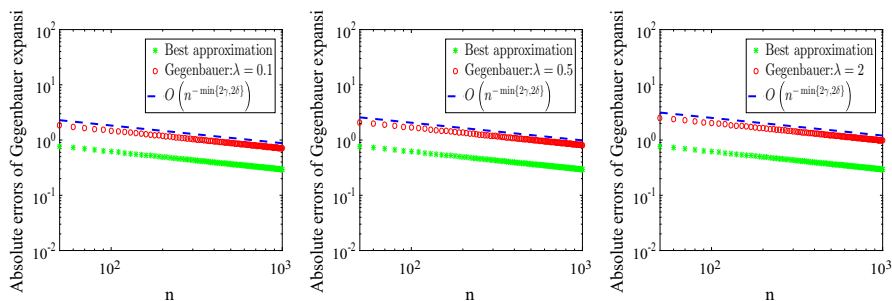 Absolute errors of Gegenbauer expansi
10^2
10^1
10^0
10^-1
10^-2
Best approximation
Gegenbauer:λ = 0.1
O(n^{-min{2γ,2δ}})
10^2
10^3
n
Absolute errors of Gegenbauer expansi
10^2
10^1
10^0
10^-1
10^-2
Best approximation
Gegenbauer:λ = 0.5
O(n^{-min{2γ,2δ}})
10^2
10^3
n
Absolute errors of Gegenbauer expansi
10^2
10^1
10^0
10^-1
10^-2
Best approximation
Gegenbauer:λ = 2
O(n^{-min{2γ,2δ}})
10^2
10^3
n